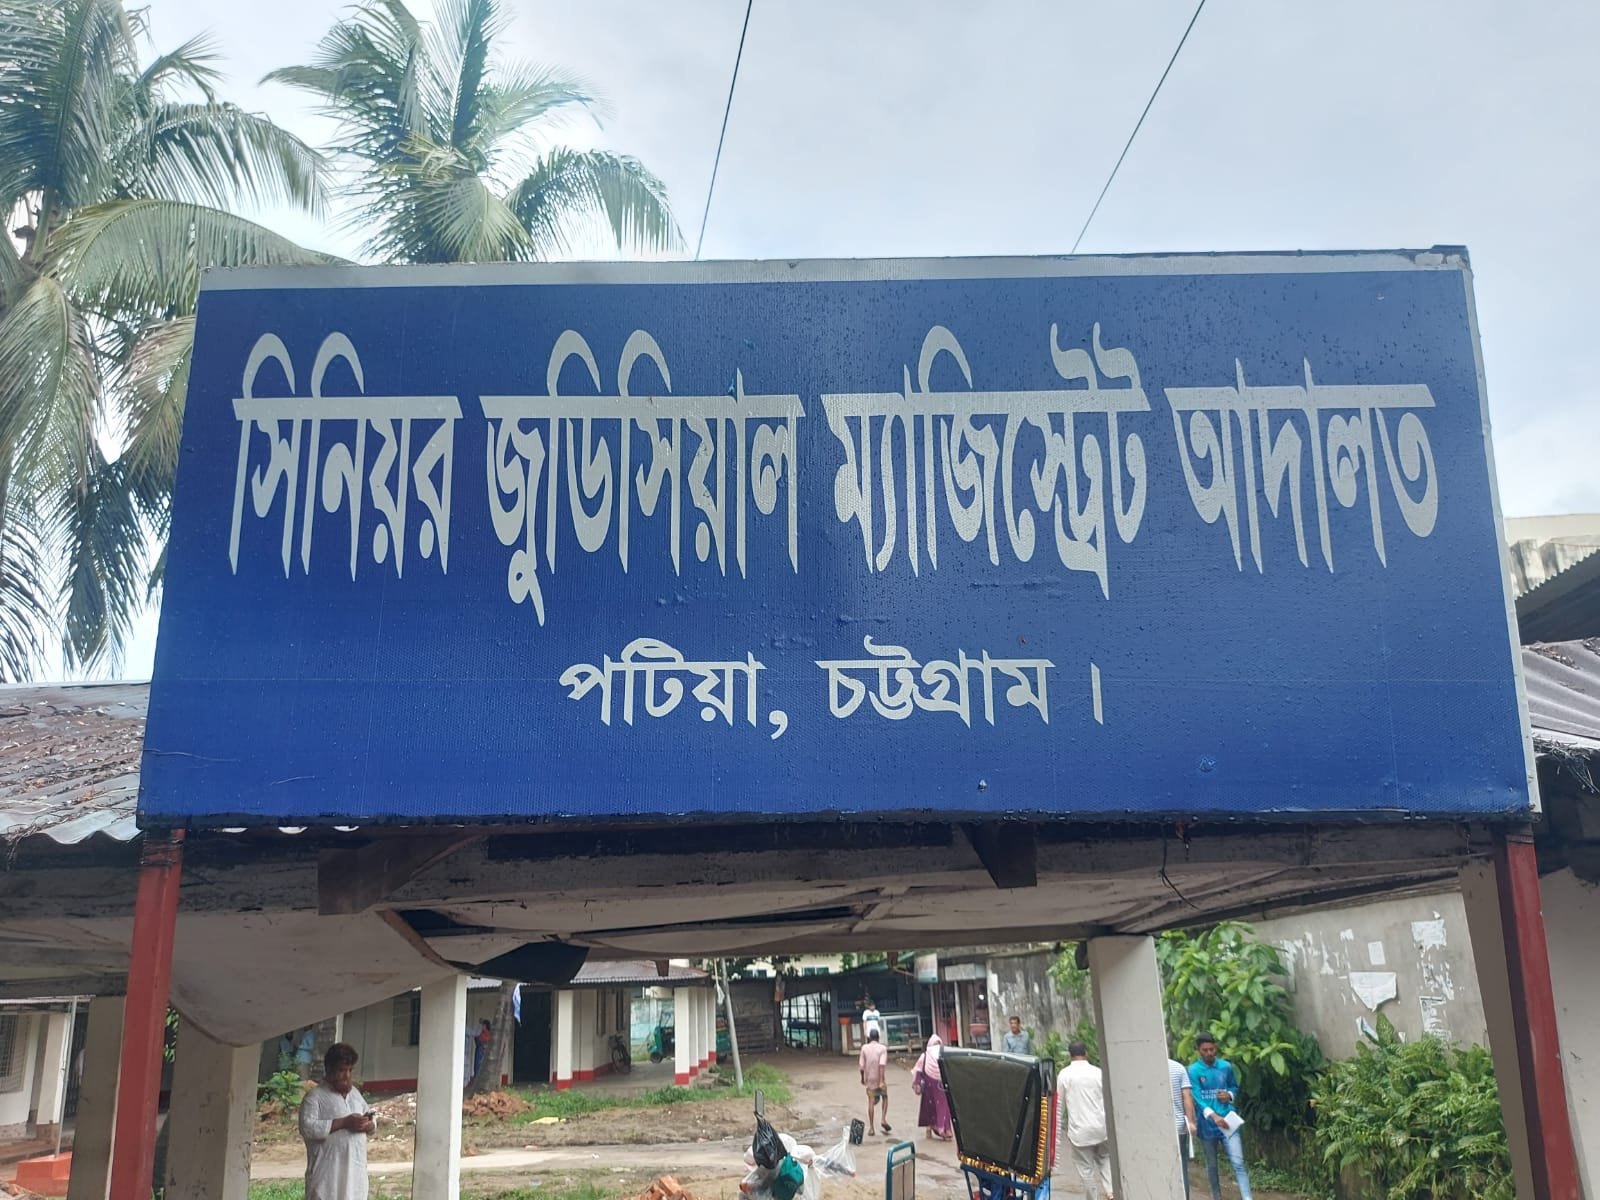 সিনিয়র জুডিসিয়াল ম্যাজিস্ট্রেট আদালত
পটিয়া, চট্টগ্রাম।